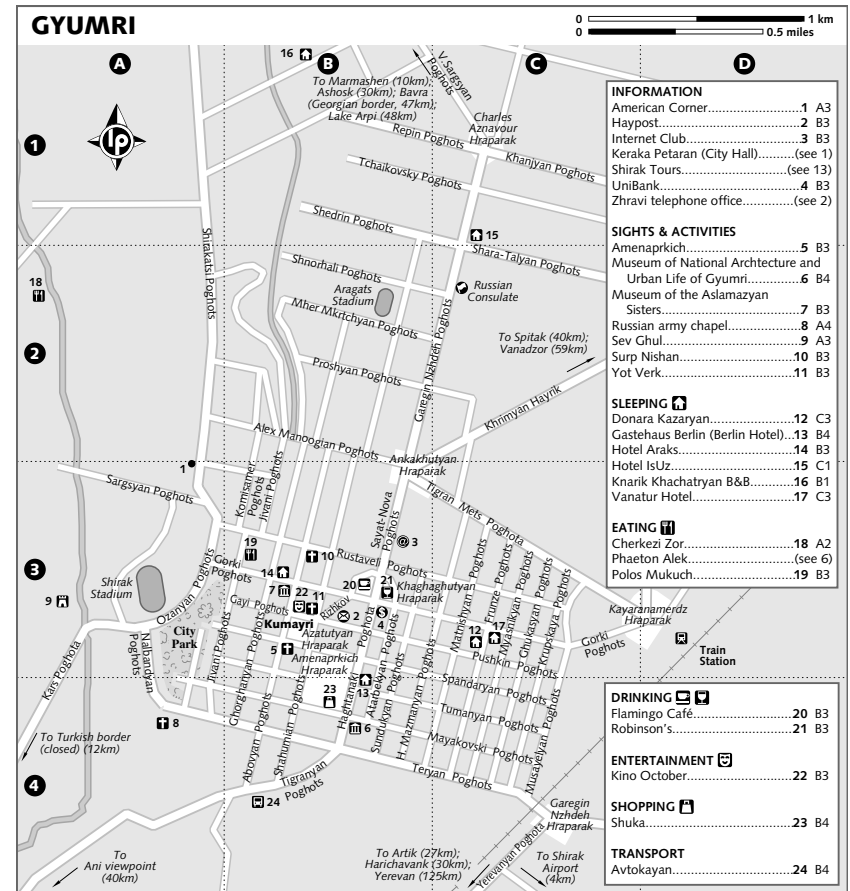 GYUMRI
0 1 km
0 0.5 miles
A
B
C
D
1
2
3
4
lp
16
To Marmashen (10km);
Ashosk (30km); Bavra
(Georgian border, 47km);
Lake Arpi (48km)
V Sargsyan
Poghots
Charles
Aznavour
Hraparak
Repin Poghots
Khanjyan Poghots
Tchaikovsky Poghots
Shirakatsi Poghots
Shedrin Poghots
15
Shara-Talyan Poghots
Shnorhali Poghots
18
Aragats
Stadium
Russian
Consulate
Mher Mkrtchyan Poghots
To Spitak (40km);
Vanadzor (59km)
Proshyan Poghots
Garegin Nzhdeh Poghots
Khrimyan Hayrik
Alex Manoogian Poghots
Ankakhutyan
Hraparak
1
Sargsyan Poghots
Komisamer
Poghots
Jivani Poghots
Tigran Mets Poghota
Sayat-Nova
Poghots
3
19
10
Rustaveli Poghots
Gorki
Poghots
14
Shirak
Stadium
9
Ozanyan Poghots
7
22
11
20
21
Khaghaghutyan
Hraparak
Gayi Poghots
Rizhkov
2
4
Kumayri
City
Park
Azatutyan
Hraparak
5
Amenaprkich
Hraparak
Nalbandyan
Poghots
Jivani Poghots
Ghorghanyan Poghots
Kars Poghota
Matnishyan Poghots
Frunze Poghots
Myasnikyan Poghots
Chukasyan Poghots
Krupskaya Poghots
12
17
Pushkin Poghots
Gorki
Poghots
Kayaranamerdz
Hraparak
Train
Station
8
23
13
Haghtanaki
Poghota
Atarbekyan Poghots
Sundukyan Poghots
H. Mazmanyan Poghots
6
Spandaryan Poghots
Tumanyan Poghots
Mayakovski Poghots
Teryan Poghots
Musayelyan Poghots
Abovyan Poghots
Shahumian Poghots
Tigranyan
Poghots
24
To Turkish border
(closed) (12km)
To
Ani viewpoint
(40km)
To Artik (27km);
Harichavank (30km);
Yerevan (125km)
Yerevanyan Poghota
To Shirak
Airport
(4km)
Garegin
Nzhdeh
Hraparak
INFORMATION
American Corner..............................1 A3
Haypost.............................................2 B3
Internet Club....................................3 B3
Keraka Petaran (City Hall)..........(see 1)
Shirak Tours.................................(see 13)
UniBank............................................4 B3
Zhravi telephone office..............(see 2)
SIGHTS & ACTIVITIES
Amenaprkich...................................5 B3
Museum of National Archtecture and
Urban Life of Gyumri....................6 B4
Museum of the Aslamazyan
Sisters..............................................7 B3
Russian army chapel......................8 A4
Sev Ghul...........................................9 A3
Surp Nishan...................................10 B3
Yot Verk..........................................11 B3
SLEEPING
Donara Kazaryan...........................12 C3
Gastehaus Berlin (Berlin Hotel)...13 B4
Hotel Araks.....................................14 B3
Hotel IsUz.......................................15 C1
Knarik Khachatryan B&B..............16 B1
Vanatur Hotel................................17 C3
EATING
Cherkezi Zor..................................18 A2
Phaeton Alek...............................(see 6)
Polos Mukuch................................19 B3
DRINKING
Flamingo Café................................20 B3
Robinson's......................................21 B3
ENTERTAINMENT
Kino October..................................22 B3
SHOPPING
Shuka..............................................23 B4
TRANSPORT
Avtokayan......................................24 B4